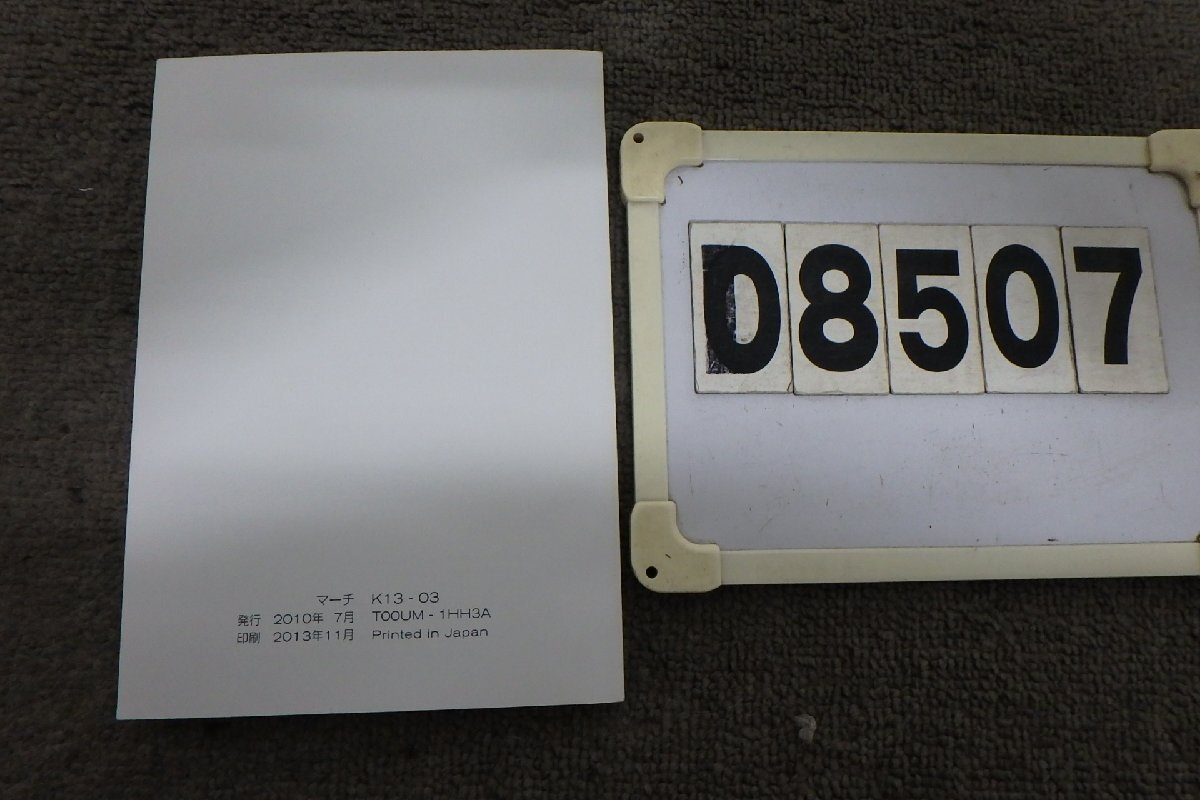 マーチ K13 - 03
発行 2010年 7月 T00UM - 1HH3A
印刷 2013年11月 Printed in Japan
08507